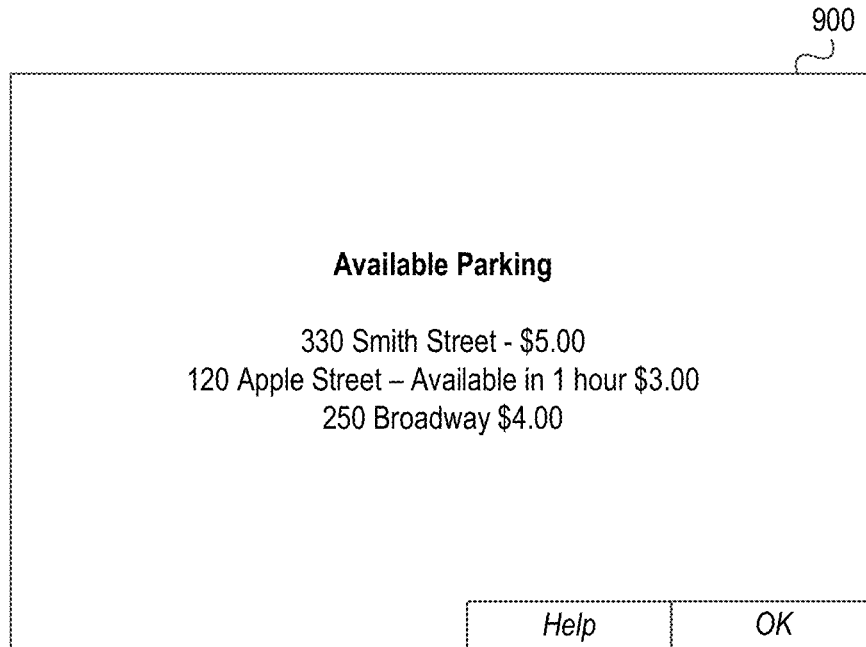 900
Available Parking
330 Smith Street - $5.00
120 Apple Street – Available in 1 hour $3.00
250 Broadway $4.00
Help OK